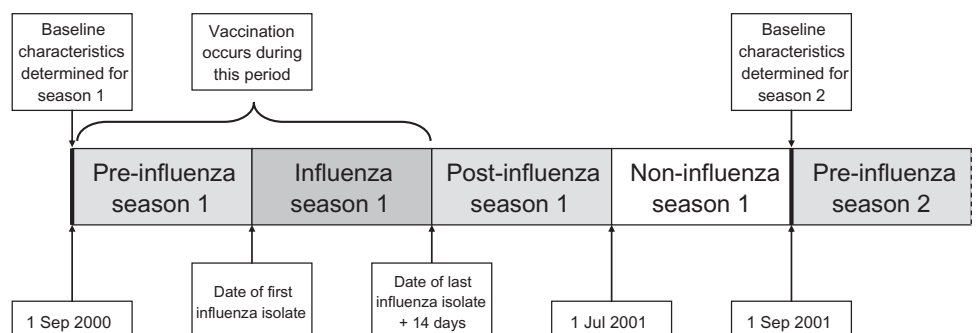 Baseline
characteristics
determined for
season 1
Vaccination
occurs during
this period
Baseline
characteristics
determined for
season 2
Pre-influenza
season 1
Influenza
season 1
Post-influenza
season 1
Non-influenza
season 1
Pre-influenza
season 2
1 Sep 2000
Date of first
influenza isolate
Date of last
influenza isolate
+ 14 days
1 Jul 2001
1 Sep 2001